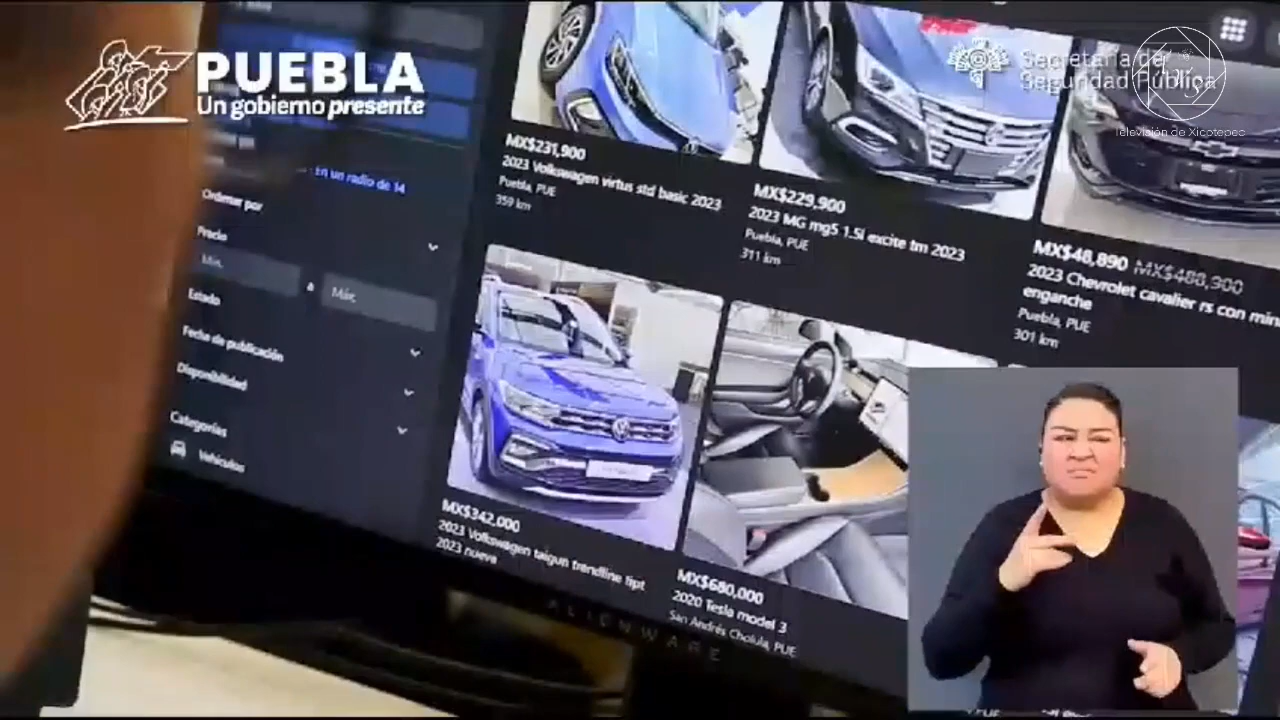 PUEBLA
Un gobierno presente
Secretaría de
Seguridad Pública
Televisión de Xicotepec
En un radio de 14
Ordenar por
Precio
Mín.
a
Máx.
Estado
Fecha de publicación
Disponibilidad
Categorías
Vehículos
MX$231,900
2023 Volkswagen virtus std basic 2023
Puebla, PUE
359 km
MX$229,900
2023 MG mg5 1.5l excite tm 2023
Puebla, PUE
311 km
MX$48,890 MX$488,900
2023 Chevrolet cavalier rs con min
enganche
Puebla, PUE
301 km
MX$342,000
2023 Volkswagen taigun trendline tipt
2023 nueva
MX$680,000
2020 Tesla model 3
San Andrés Cholula, PUE
ALIENWARE